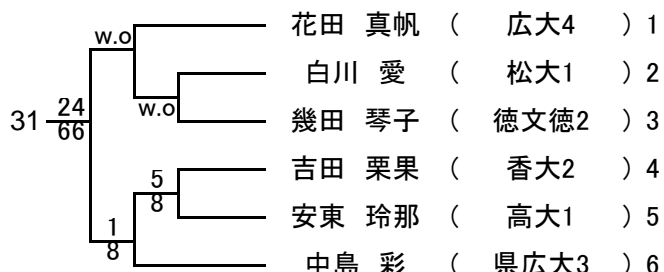 花田 真帆 （ 広大4 ） 1
w.o
白川 愛 （ 松大1 ） 2
w.o
31
24
66
幾田 琴子 （ 徳文徳2 ） 3
吉田 栗果 （ 香大2 ） 4
5
8
安東 玲那 （ 高大1 ） 5
1
8
中島 彩 （ 県広大3 ） 6